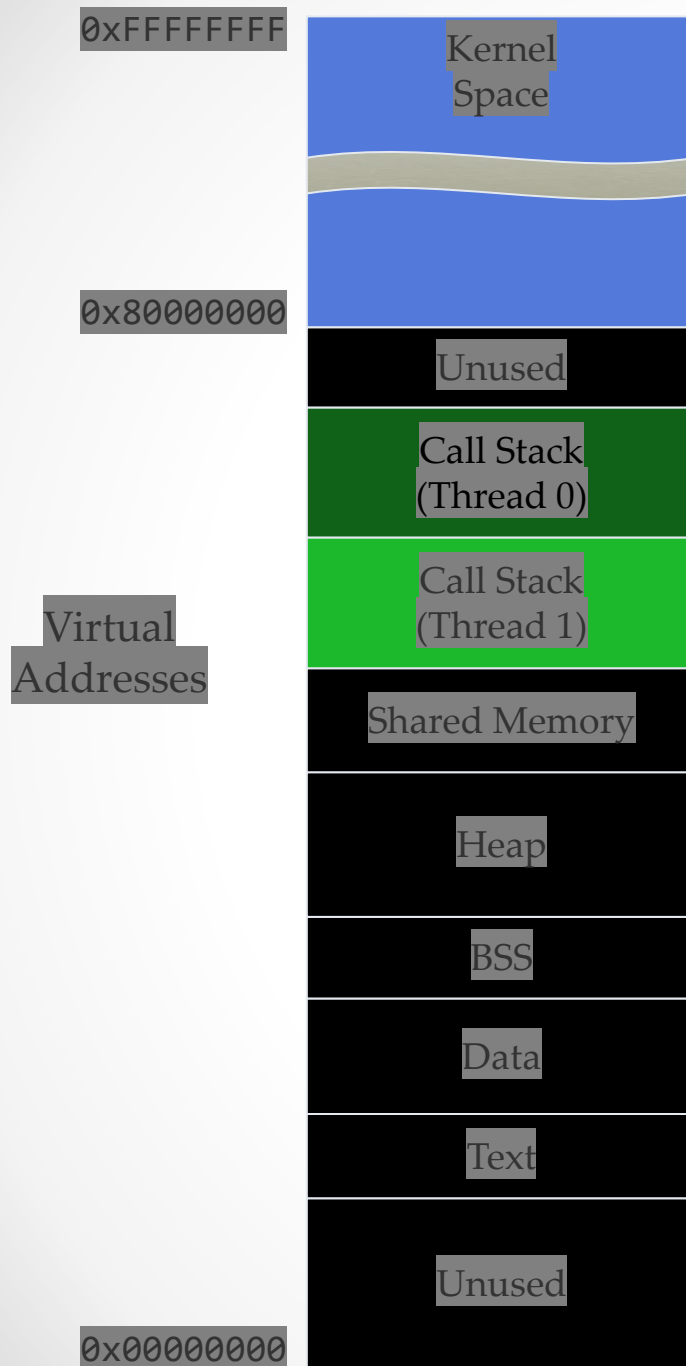 0xFFFFFFFF
Kernel
Space
0x80000000
Unused
Call Stack
(Thread 0)
Call Stack
(Thread 1)
Virtual
Addresses
Shared Memory
Heap
BSS
Data
Text
Unused
0x00000000